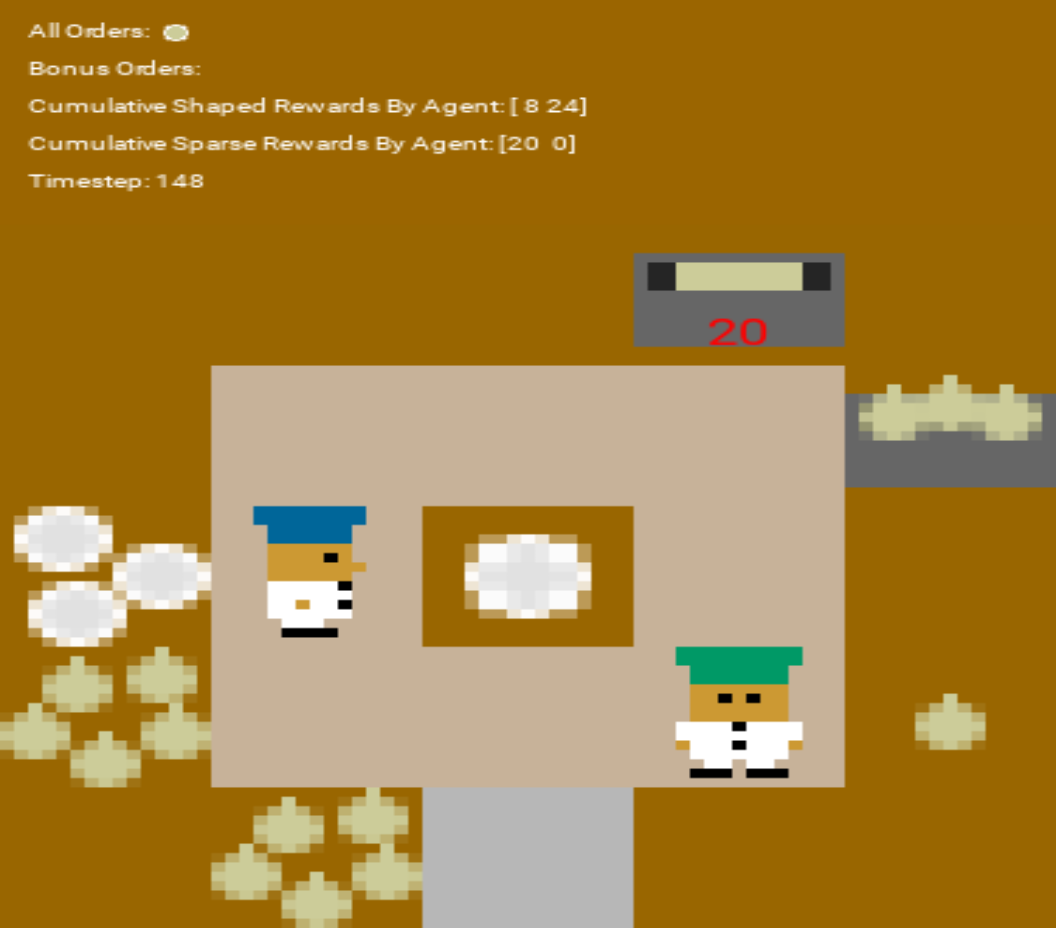 All Orders:
Bonus Orders:
Cumulative Shaped Rewards By Agent: [ 8 24]
Cumulative Sparse Rewards By Agent: [20  0]
Timestep: 148
20